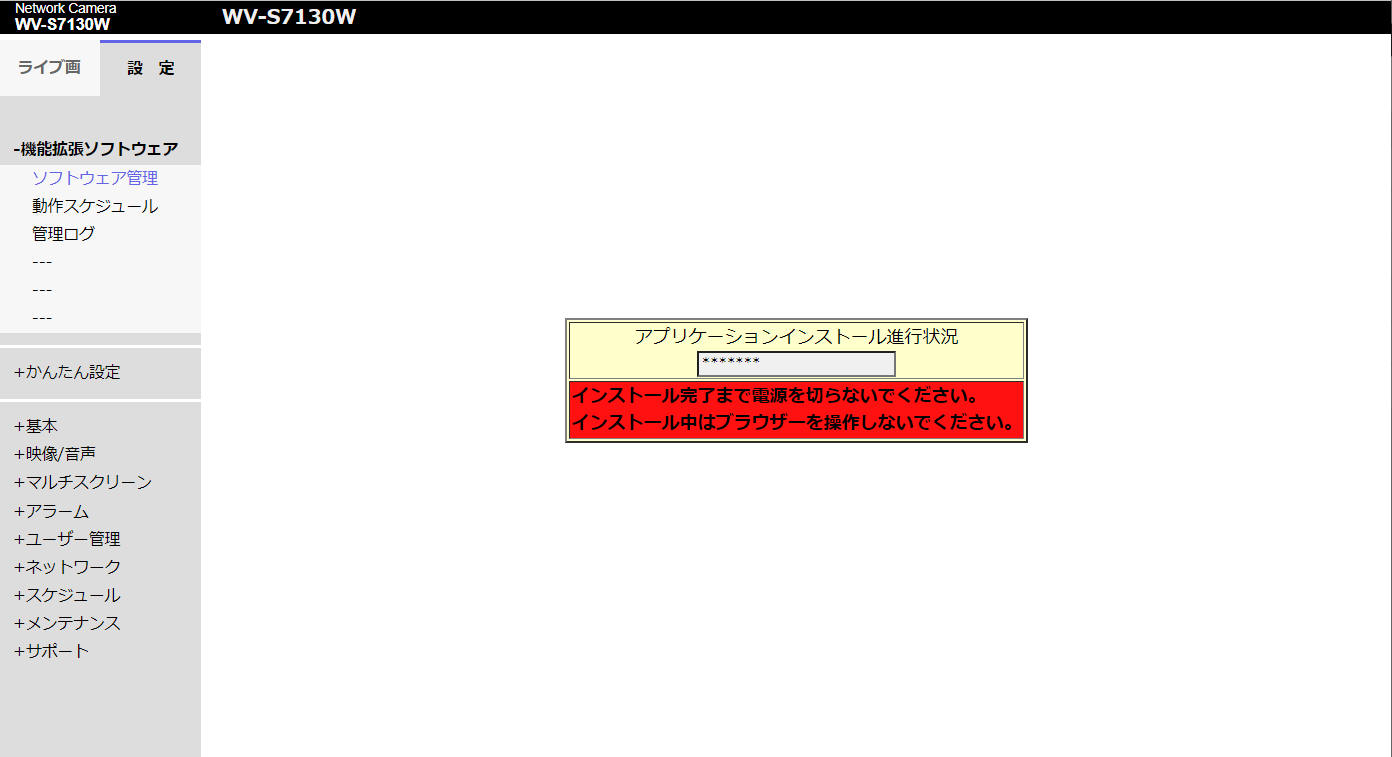 Network Camera
WV-S7130W
WV-S7130W
ライブ画
設 定
-機能拡張ソフトウェア
ソフトウェア管理
動作スケジュール
管理ログ
---
---
---
+かんたん設定
+基本
+映像/音声
+マルチスクリーン
+アラーム
+ユーザー管理
+ネットワーク
+スケジュール
+メンテナンス
+サポート
アプリケーションインストール進行状況
*******
インストール完了まで電源を切らないでください。
インストール中はブラウザーを操作しないでください。